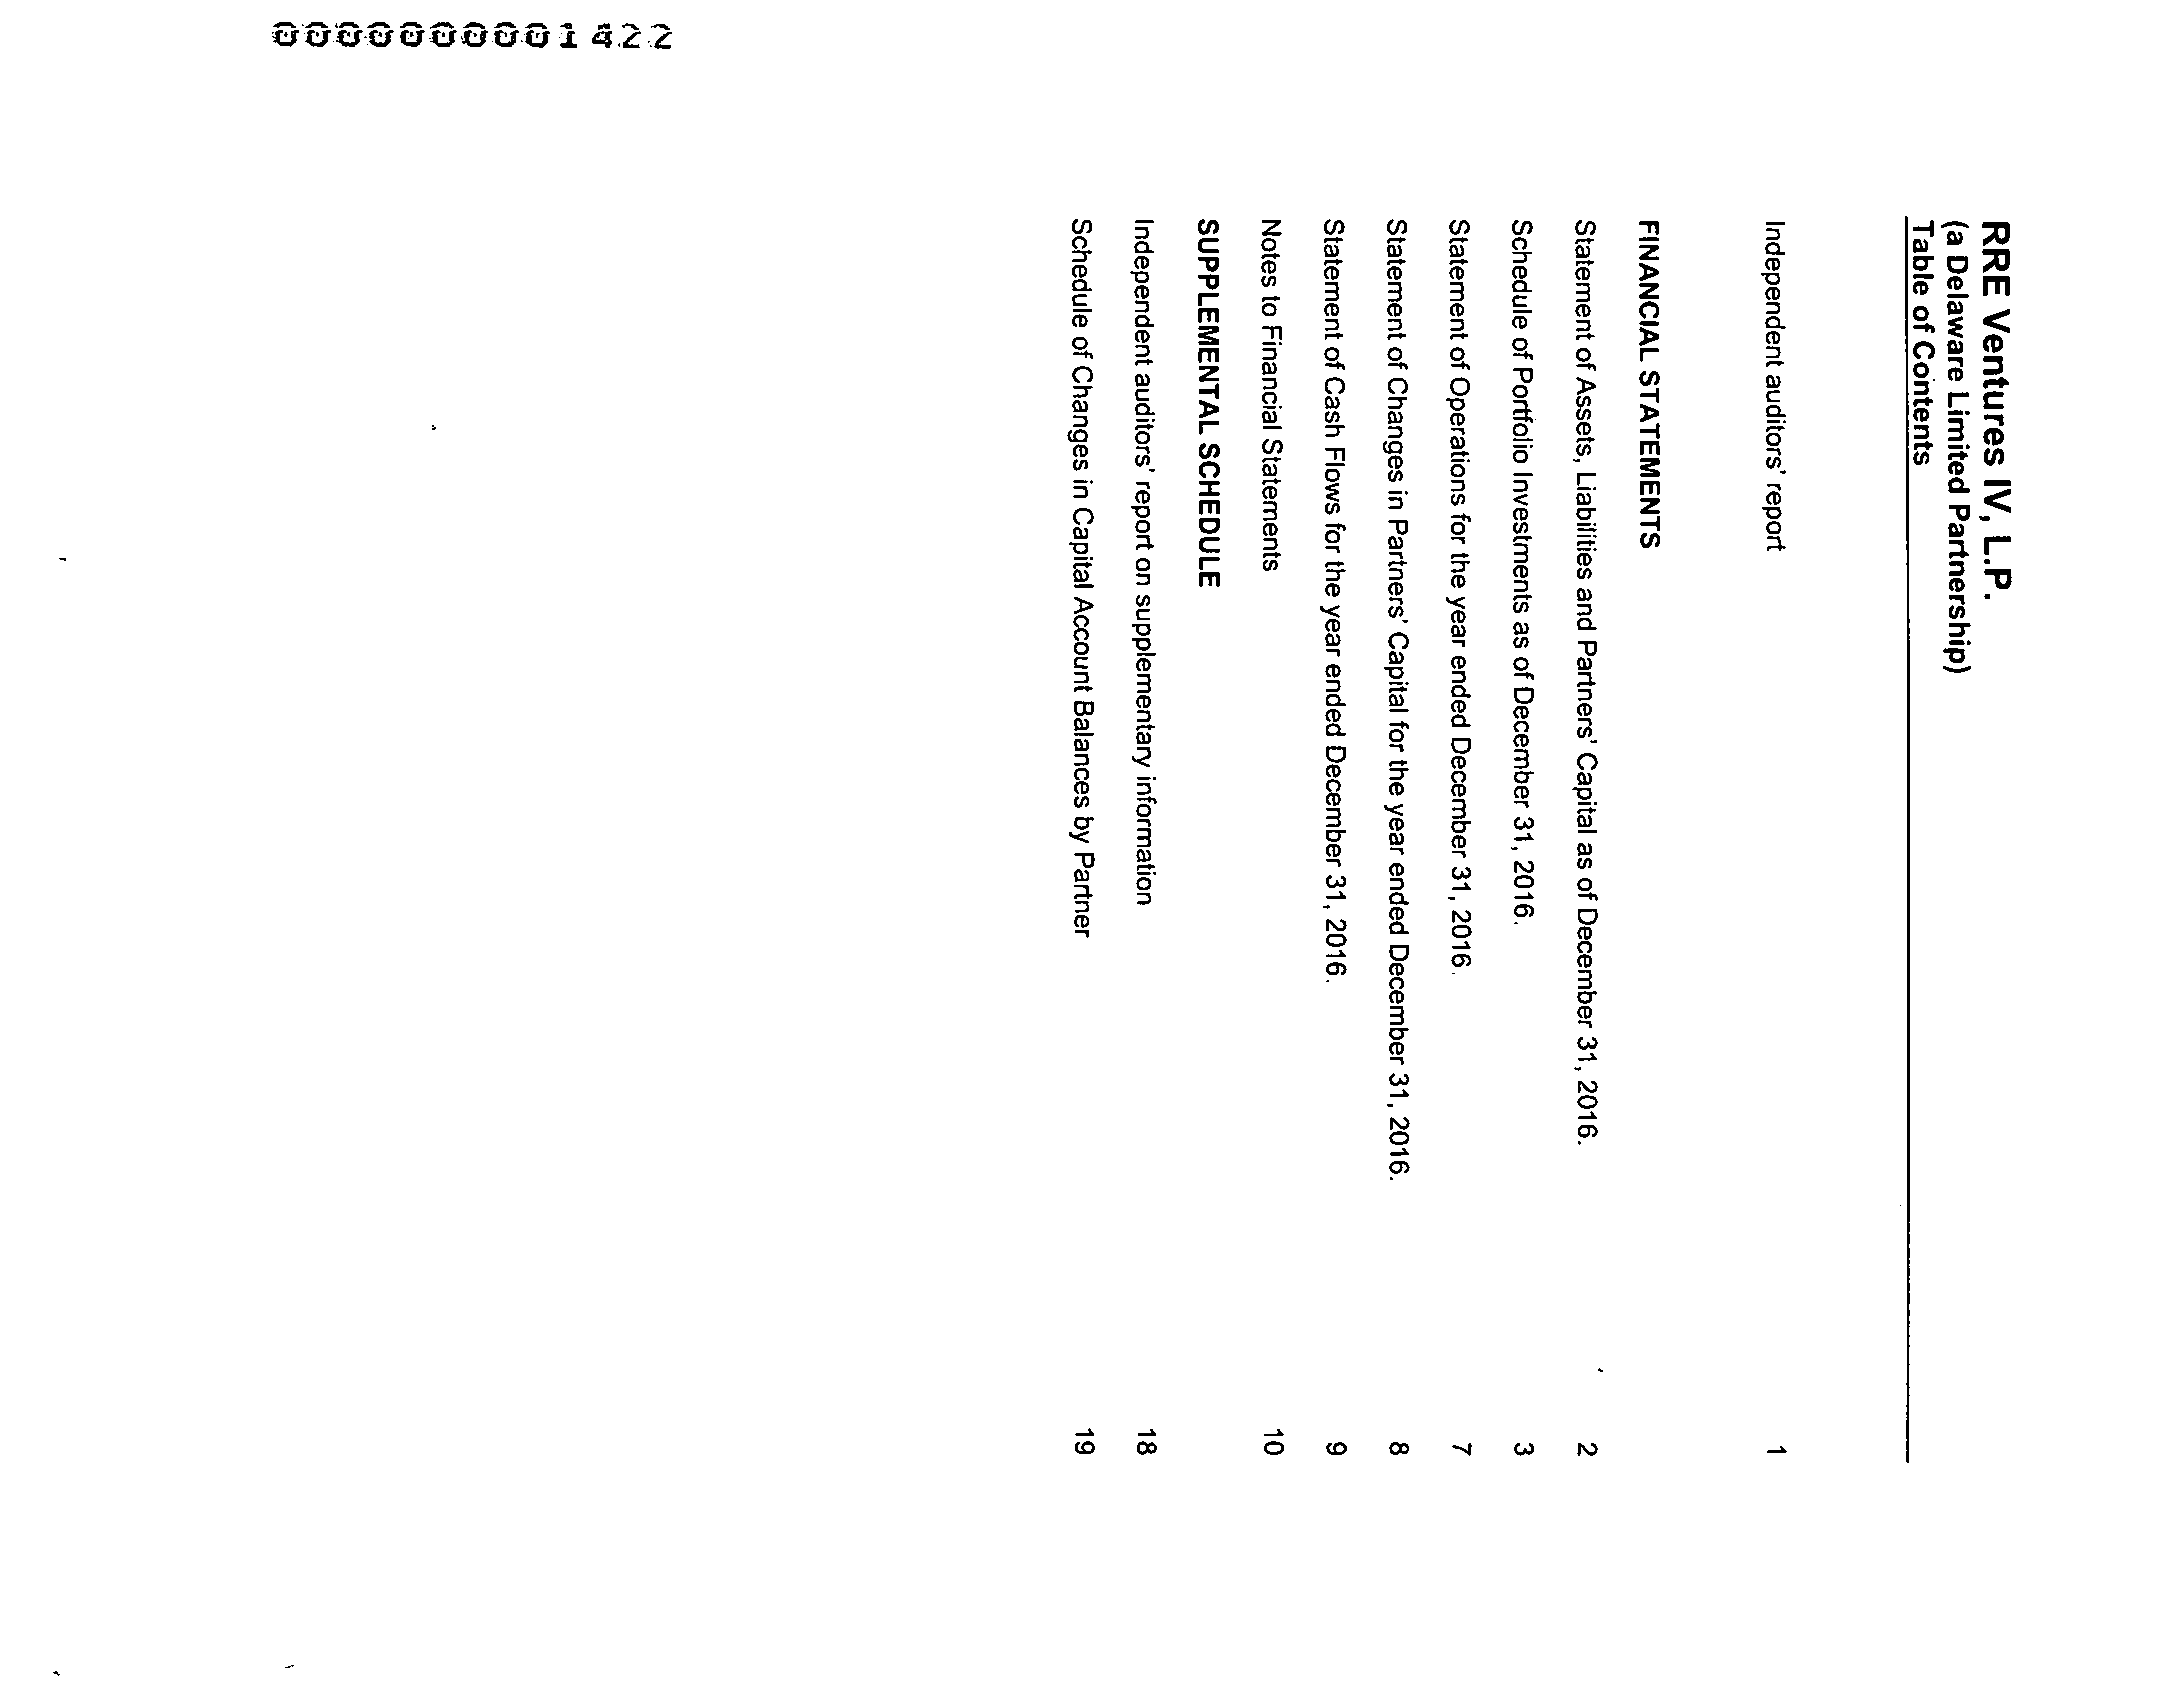 RRE Ventures IV, L.P.
(a Delaware Limited Partnership)
Table of Contents
Independent auditors' report 1
FINANCIAL STATEMENTS
Statement of Assets, Liabilities and Partners' Capital as of December 31, 2016. 2
Schedule of Portfolio Investments as of December 31, 2016. 3
Statement of Operations for the year ended December 31, 2016. 7
Statement of Changes in Partners' Capital for the year ended December 31, 2016. 8
Statement of Cash Flows for the year ended December 31, 2016. 9
Notes to Financial Statements 10
SUPPLEMENTAL SCHEDULE
Independent auditors' report on supplementary information 18
Schedule of Changes in Capital Account Balances by Partner 19
0000000001422